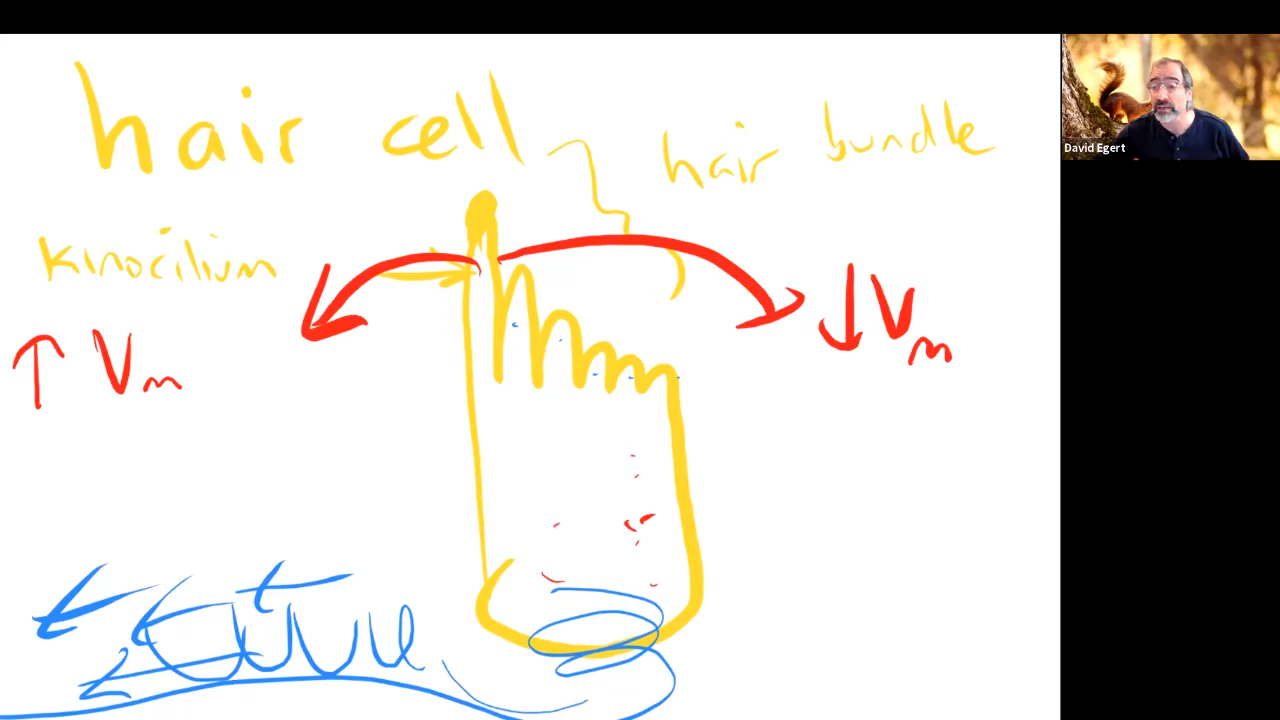 hair cell
hair bundle
kinocilium
↑ Vm
↓ Vm
David Egert